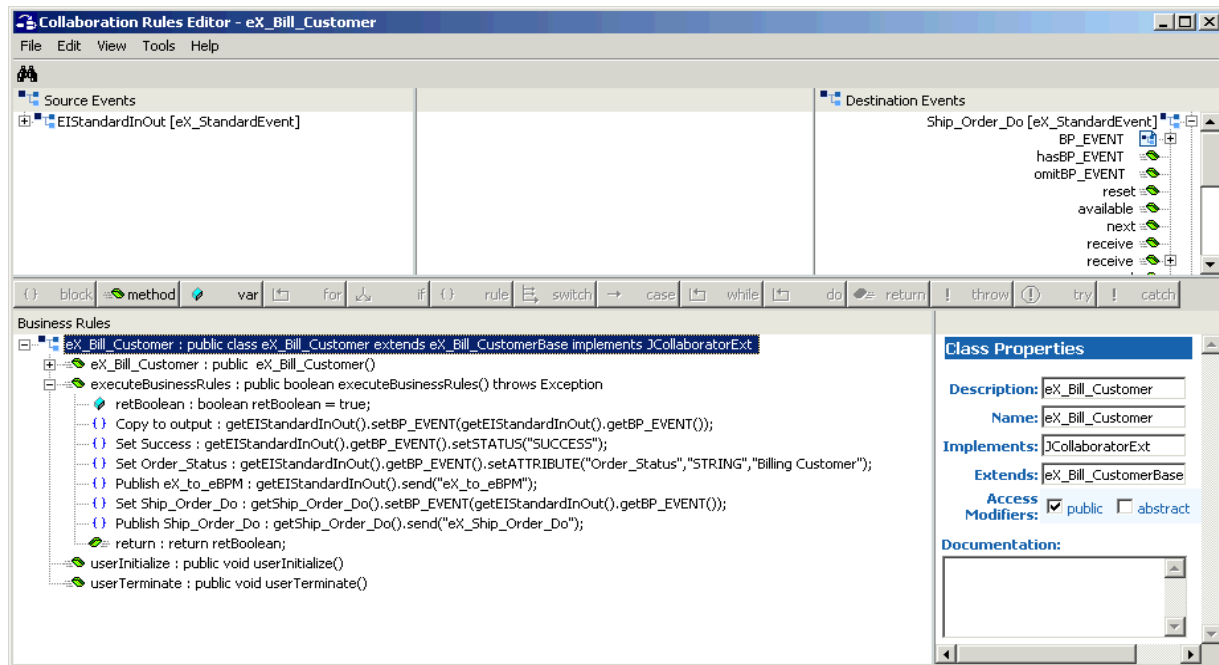 Collaboration Rules Editor - eX_Bill_Customer
File Edit View Tools Help
Source Events
Destination Events
EIStandardInOut [eX_StandardEvent]
Ship_Order_Do [eX_StandardEvent]
BP_EVENT
hasBP_EVENT
omitBP_EVENT
reset
available
next
receive
receive
{} block method var for if {} rule switch case while do return ! throw try ! catch
Business Rules
eX_Bill_Customer : public class eX_Bill_Customer extends eX_Bill_CustomerBase implements JCollaboratorExt
eX_Bill_Customer : public eX_Bill_Customer()
executeBusinessRules : public boolean executeBusinessRules() throws Exception
retBoolean : boolean retBoolean = true;
{} Copy to output : getEIStandardInOut().setBP_EVENT(getEIStandardInOut().getBP_EVENT());
{} Set Success : getEIStandardInOut().getBP_EVENT().setSTATUS("SUCCESS");
{} Set Order_Status : getEIStandardInOut().getBP_EVENT().setATTRIBUTE("Order_Status","STRING","Billing Customer");
{} Publish eX_to_eBPM : getEIStandardInOut().send("eX_to_eBPM");
{} Set Ship_Order_Do : getShip_Order_Do().setBP_EVENT(getEIStandardInOut().getBP_EVENT());
{} Publish Ship_Order_Do : getShip_Order_Do().send("eX_Ship_Order_Do");
return : return retBoolean;
userInitialize : public void userInitialize()
userTerminate : public void userTerminate()
Class Properties
Description: eX_Bill_Customer
Name: eX_Bill_Customer
Implements: JCollaboratorExt
Extends: eX_Bill_CustomerBase
Access Modifiers: public abstract
Documentation: